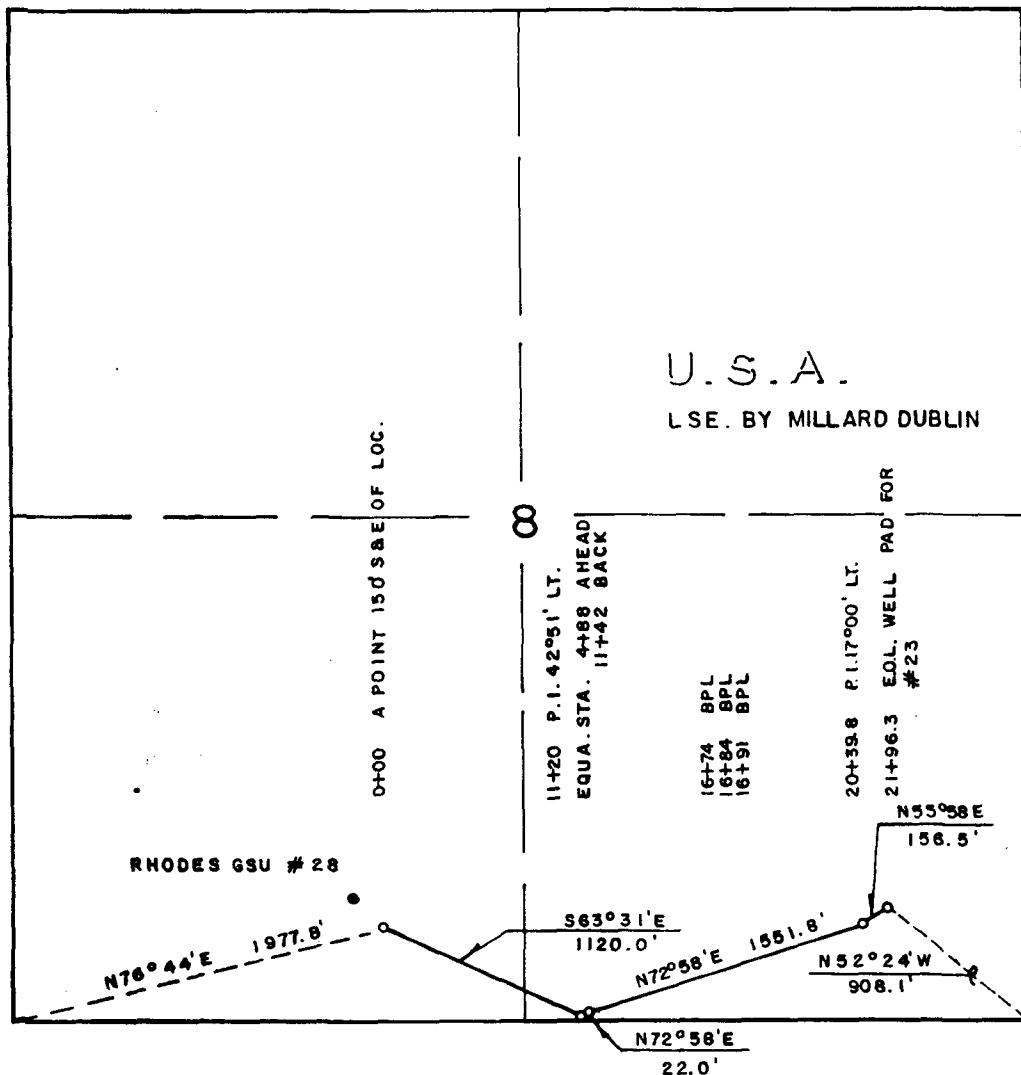 U.S.A.
LSE. BY MILLARD DUBLIN
8
0+00 A POINT 150' S&E OF LOC.
11+20 P.I. 42°51' LT.
EQUA. STA. 4+88 AHEAD
11+42 BACK
16+74 BPL
16+84 BPL
16+91 BPL
20+39.8 P.I. 17°00' LT.
21+96.3 E.O.L. WELL PAD FOR
#23
N55°58E
156.5'
RHODES GSU #28
N76°44'E 1977.8'
S63°31'E
1120.0'
N72°58'E 1551.8'
N52°24'W
908.1'
N72°58'E
22.0'